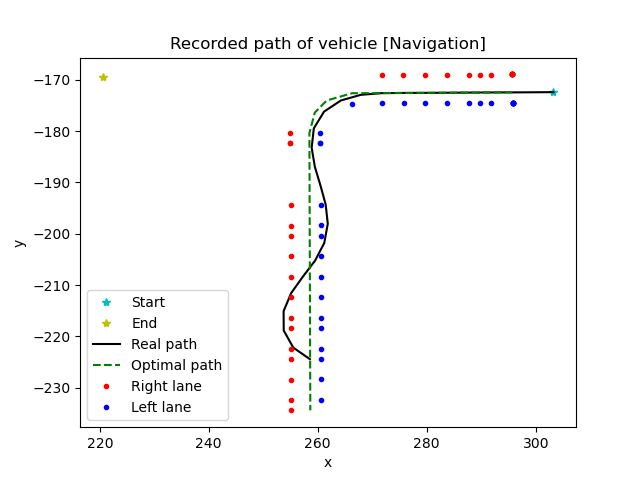 Recorded path of vehicle [Navigation]
−170
−180
−190
−200
−210
−220
−230
y
Start
End
Real path
Optimal path
Right lane
Left lane
220 240 260 280 300
x